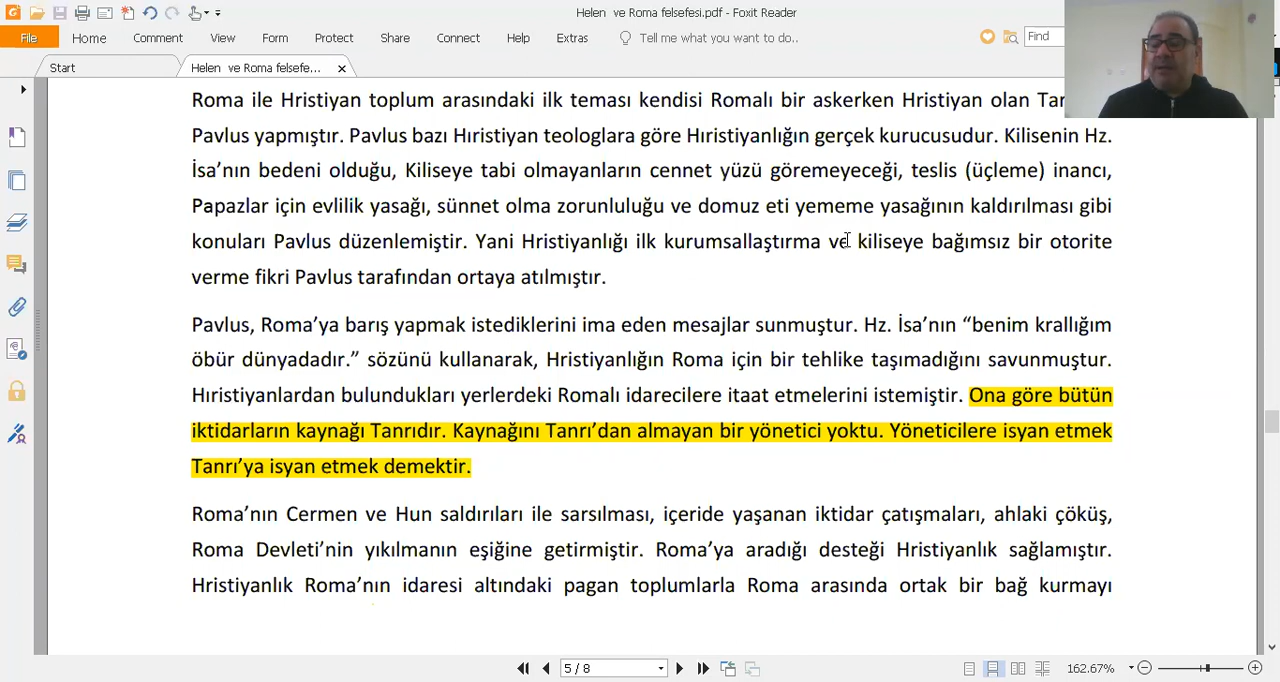 Helen ve Roma felsefesi.pdf - Foxit Reader
File Home Comment View Form Protect Share Connect Help Extras Tell me what you want to do.. Find
Start Helen ve Roma felsefe...
Roma ile Hristiyan toplum arasındaki ilk teması kendisi Romalı bir askerken Hristiyan olan
Pavlus yapmıştır. Pavlus bazı Hıristiyan teologlara göre Hıristiyanlığın gerçek kurucusudur. Kilisenin Hz.
İsa’nın bedeni olduğu, Kiliseye tabi olmayanların cennet yüzü göremeyeceği, teslis (üçleme) inancı,
Papazlar için evlilik yasağı, sünnet olma zorunluluğu ve domuz eti yememe yasağının kaldırılması gibi
konuları Pavlus düzenlemiştir. Yani Hristiyanlığı ilk kurumsallaştırma ve kiliseye bağımsız bir otorite
verme fikri Pavlus tarafından ortaya atılmıştır.
Pavlus, Roma’ya barış yapmak istediklerini ima eden mesajlar sunmuştur. Hz. İsa’nın “benim krallığım
öbür dünyadadır.” sözünü kullanarak, Hristiyanlığın Roma için bir tehlike taşımadığını savunmuştur.
Hıristiyanlardan bulundukları yerlerdeki Romalı idarecilere itaat etmelerini istemiştir. Ona göre bütün
iktidarların kaynağı Tanrıdır. Kaynağını Tanrı’dan almayan bir yönetici yoktu. Yöneticilere isyan etmek
Tanrı’ya isyan etmek demektir.
Roma’nın Cermen ve Hun saldırıları ile sarsılması, içeride yaşanan iktidar çatışmaları, ahlaki çöküş,
Roma Devleti’nin yıkılmanın eşiğine getirmiştir. Roma’ya aradığı desteği Hristiyanlık sağlamıştır.
Hristiyanlık Roma’nın idaresi altındaki pagan toplumlarla Roma arasında ortak bir bağ kurmayı
5 / 8 162.67%